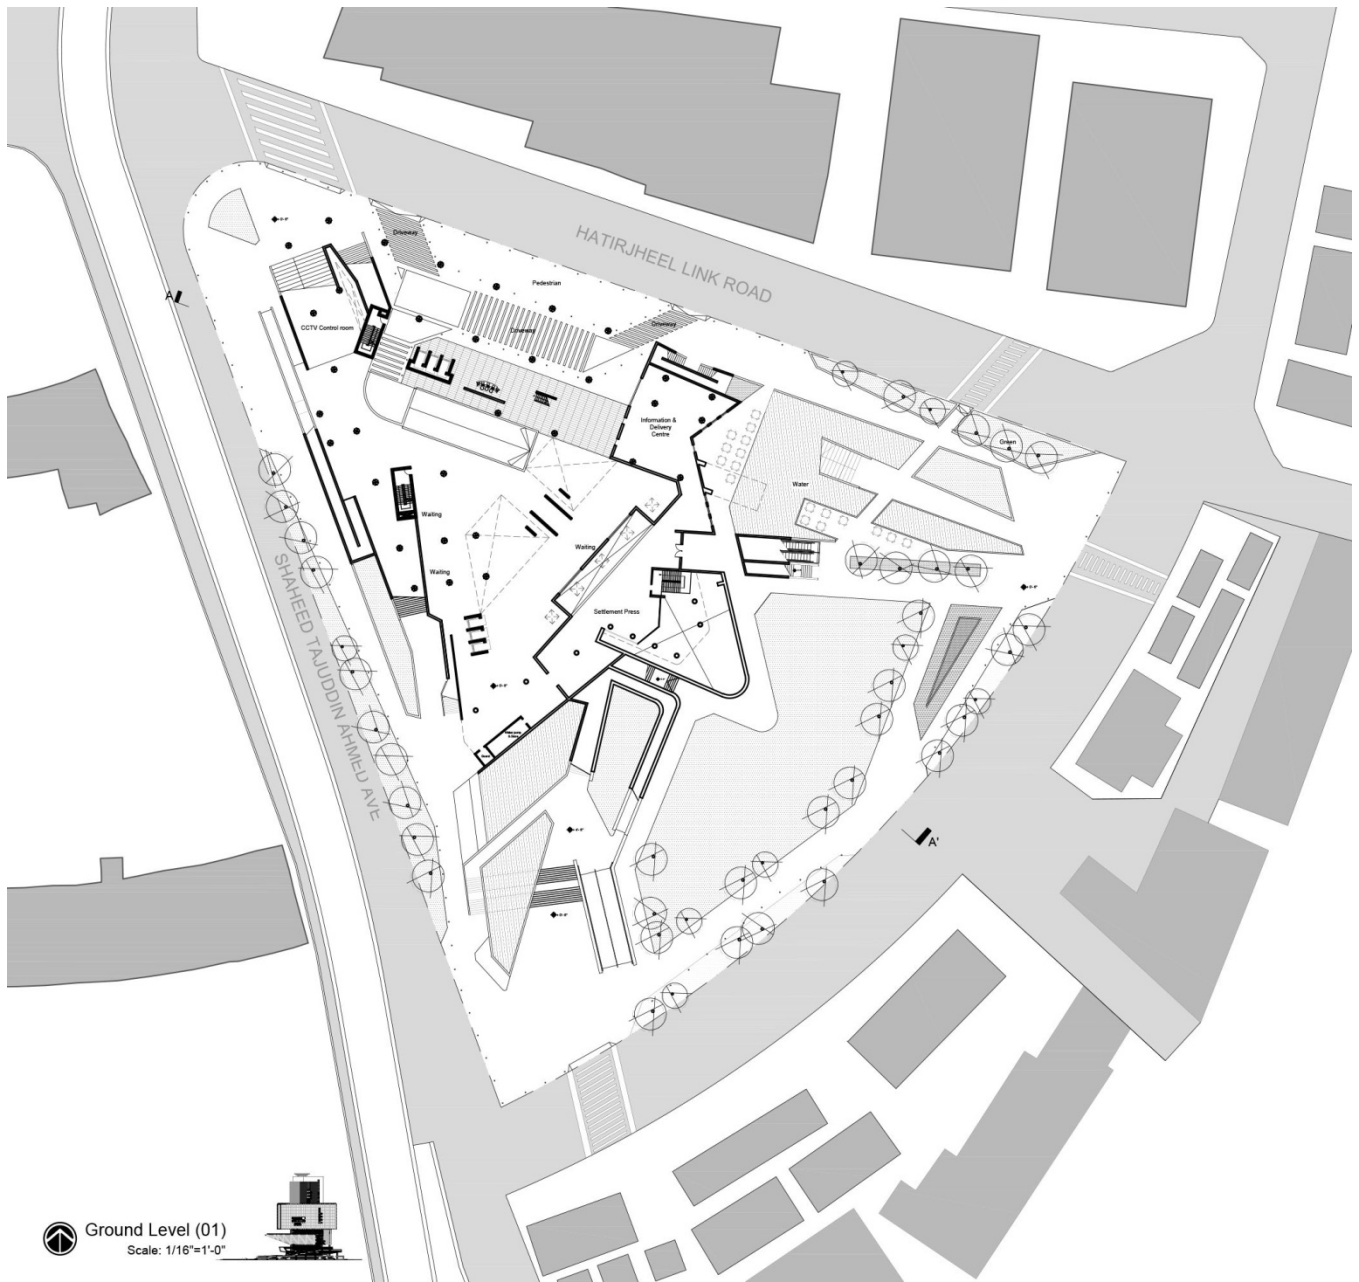 HATIRJHEEL LINK ROAD
Driveway
Pedestrian
A
CCTV Control room
Driveway
Driveway
Information &
Delivery
Centre
Green
Water
Waiting
Waiting
Waiting
Settlement Press
SHAHEED TAJUDDIN AHMED AVE
A'
Ground Level (01)
Scale: 1/16"=1'-0"